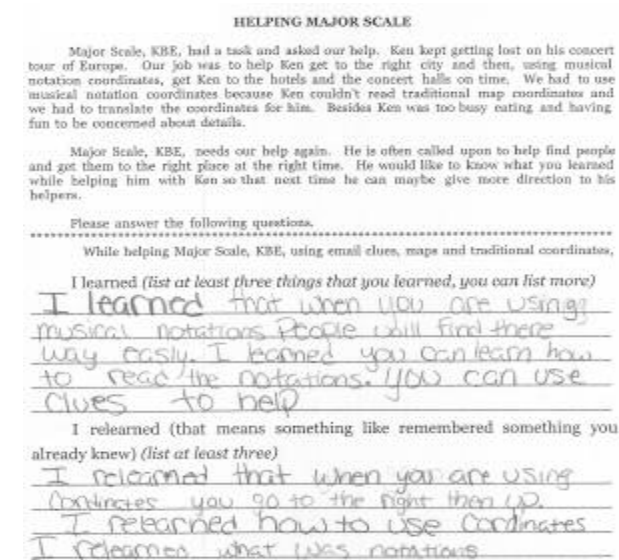 HELPING MAJOR SCALE
Major Scale, KBE, had a task and asked our help. Ken kept getting lost on his concert
tour of Europe. Our job was to help Ken get to the right city and then, using musical
notation coordinates, get Ken to the hotels and the concert halls on time. We had to use
musical notation coordinates because Ken couldn't read traditional map coordinates and
we had to translate the coordinates for him. Besides Ken was too busy eating and having
fun to be concerned about details.
Major Scale, KBE, needs our help again. He is often called upon to help find people
and get them to the right place at the right time. He would like to know what you learned
while helping him with Ken so that next time he can maybe give more direction to his
helpers.
Please answer the following questions.
While helping Major Scale, KBE, using email clues, maps and traditional coordinates,
I learned (list at least three things that you learned, you can list more)
I learned that when you are using
musical notations People will find there
way easily. I learned you can learn how
to read the notations. you can use
clues to help
I relearned (that means something like remembered something you
already knew) (list at least three)
I relearned that when you are using
Cordinates you go to the right then up.
I relearned how to use Cordinates
I relearned what was notations